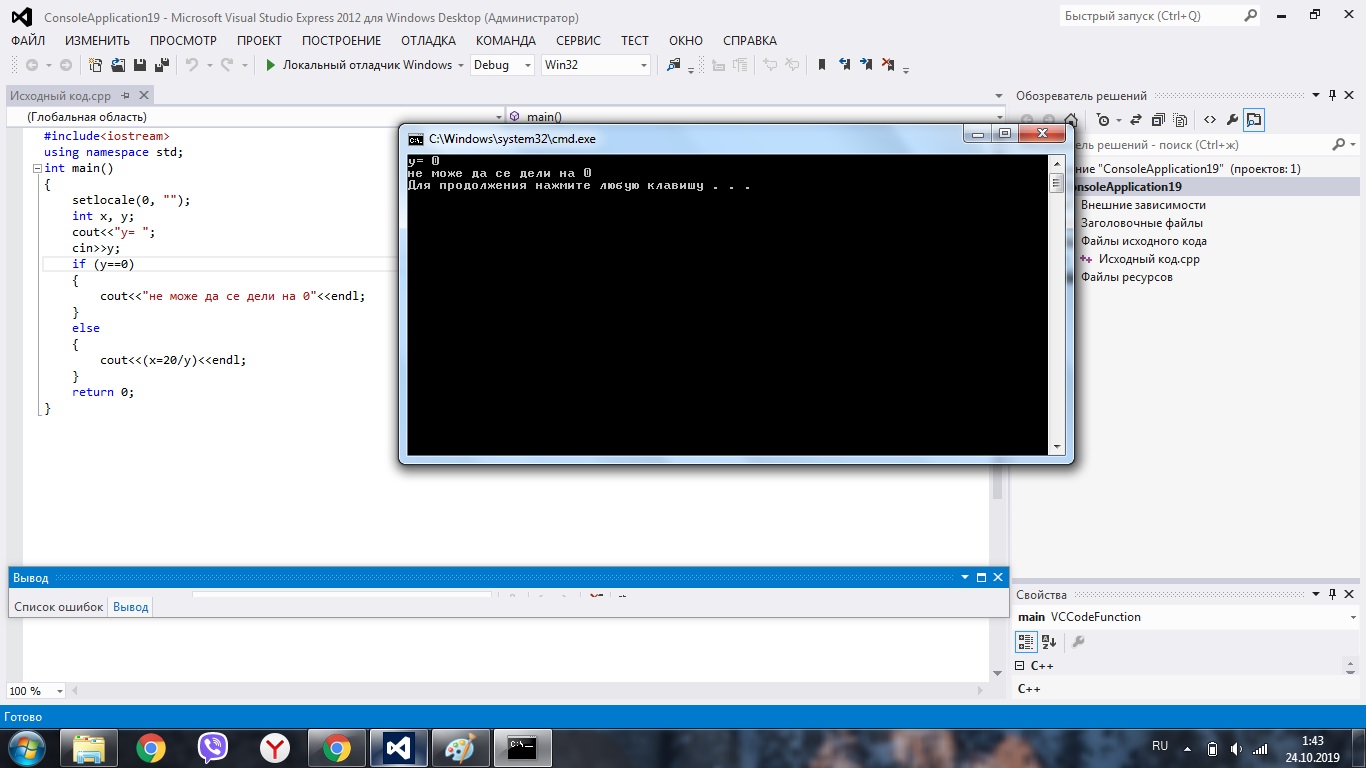 ConsoleApplication19 - Microsoft Visual Studio Express 2012 для Windows Desktop (Администратор)
Быстрый запуск (Ctrl+Q)
ФАЙЛ ИЗМЕНИТЬ ПРОСМОТР ПРОЕКТ ПОСТРОЕНИЕ ОТЛАДКА КОМАНДА СЕРВИС ТЕСТ ОКНО СПРАВКА
Локальный отладчик Windows Debug Win32
Исходный код.cpp
(Глобальная область) main()
#include<iostream>
using namespace std;
int main()
{
setlocale(0, "");
int x, y;
cout<<"y= ";
cin>>y;
if (y==0)
{
cout<<"не може да се дели на 0"<<endl;
}
else
{
cout<<(x=20/y)<<endl;
}
return 0;
}
C:\Windows\system32\cmd.exe
y= 0
не може да се дели на 0
Для продолжения нажмите любую клавишу . . .
Обозреватель решений
решений - поиск (Ctrl+ж)
"ConsoleApplication19" (проектов: 1)
nsoleApplication19
Внешние зависимости
Заголовочные файлы
Файлы исходного кода
Исходный код.cpp
Файлы ресурсов
Вывод
Список ошибок Вывод
100 %
Свойства
main VCCodeFunction
C++
C++
Готово
C:\
RU
1:43
24.10.2019